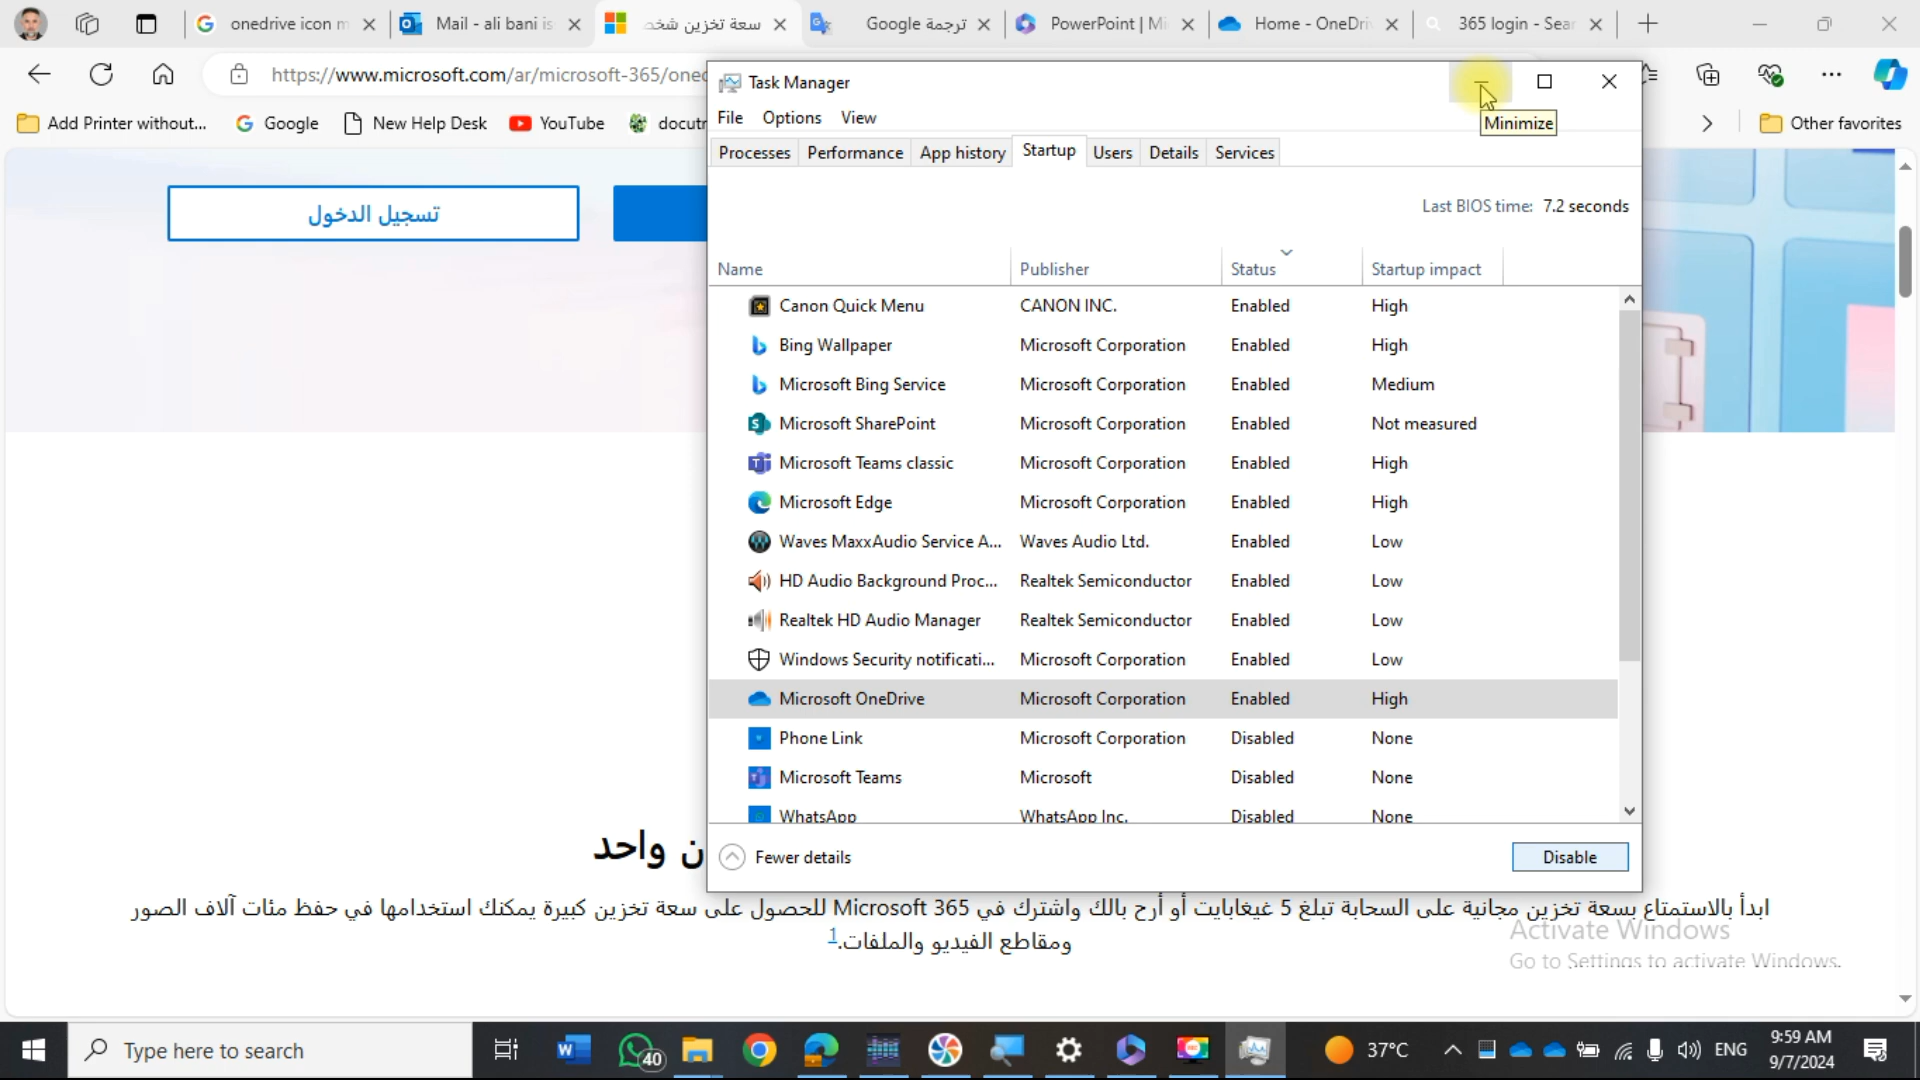 onedrive icon m
Mail - ali bani is
سعة تخزين شخص
Google ترجمة
PowerPoint | Mi
Home - OneDri
365 login - Sear
https://www.microsoft.com/ar/microsoft-365/oned
Add Printer without...
Google
New Help Desk
YouTube
docutr
Other favorites
تسجيل الدخول
Task Manager
Minimize
File Options View
Processes Performance App history Startup Users Details Services
Last BIOS time: 7.2 seconds
Name Publisher Status Startup impact
Canon Quick Menu CANON INC. Enabled High
Bing Wallpaper Microsoft Corporation Enabled High
Microsoft Bing Service Microsoft Corporation Enabled Medium
Microsoft SharePoint Microsoft Corporation Enabled Not measured
Microsoft Teams classic Microsoft Corporation Enabled High
Microsoft Edge Microsoft Corporation Enabled High
Waves MaxxAudio Service A... Waves Audio Ltd. Enabled Low
HD Audio Background Proc... Realtek Semiconductor Enabled Low
Realtek HD Audio Manager Realtek Semiconductor Enabled Low
Windows Security notificati... Microsoft Corporation Enabled Low
Microsoft OneDrive Microsoft Corporation Enabled High
Phone Link Microsoft Corporation Disabled None
Microsoft Teams Microsoft Disabled None
WhatsApp WhatsApp Inc. Disabled None
Fewer details
Disable
ن واحد
ابدأ بالاستمتاع بسعة تخزين مجانية على السحابة تبلغ 5 غيغابايت أو أرح بالك واشترك في Microsoft 365 للحصول على سعة تخزين كبيرة يمكنك استخدامها في حفظ مئات آلاف الصور
ومقاطع الفيديو والملفات.1
Activate Windows
Go to Settings to activate Windows.
Type here to search
40
37°C
ENG
9:59 AM
9/7/2024